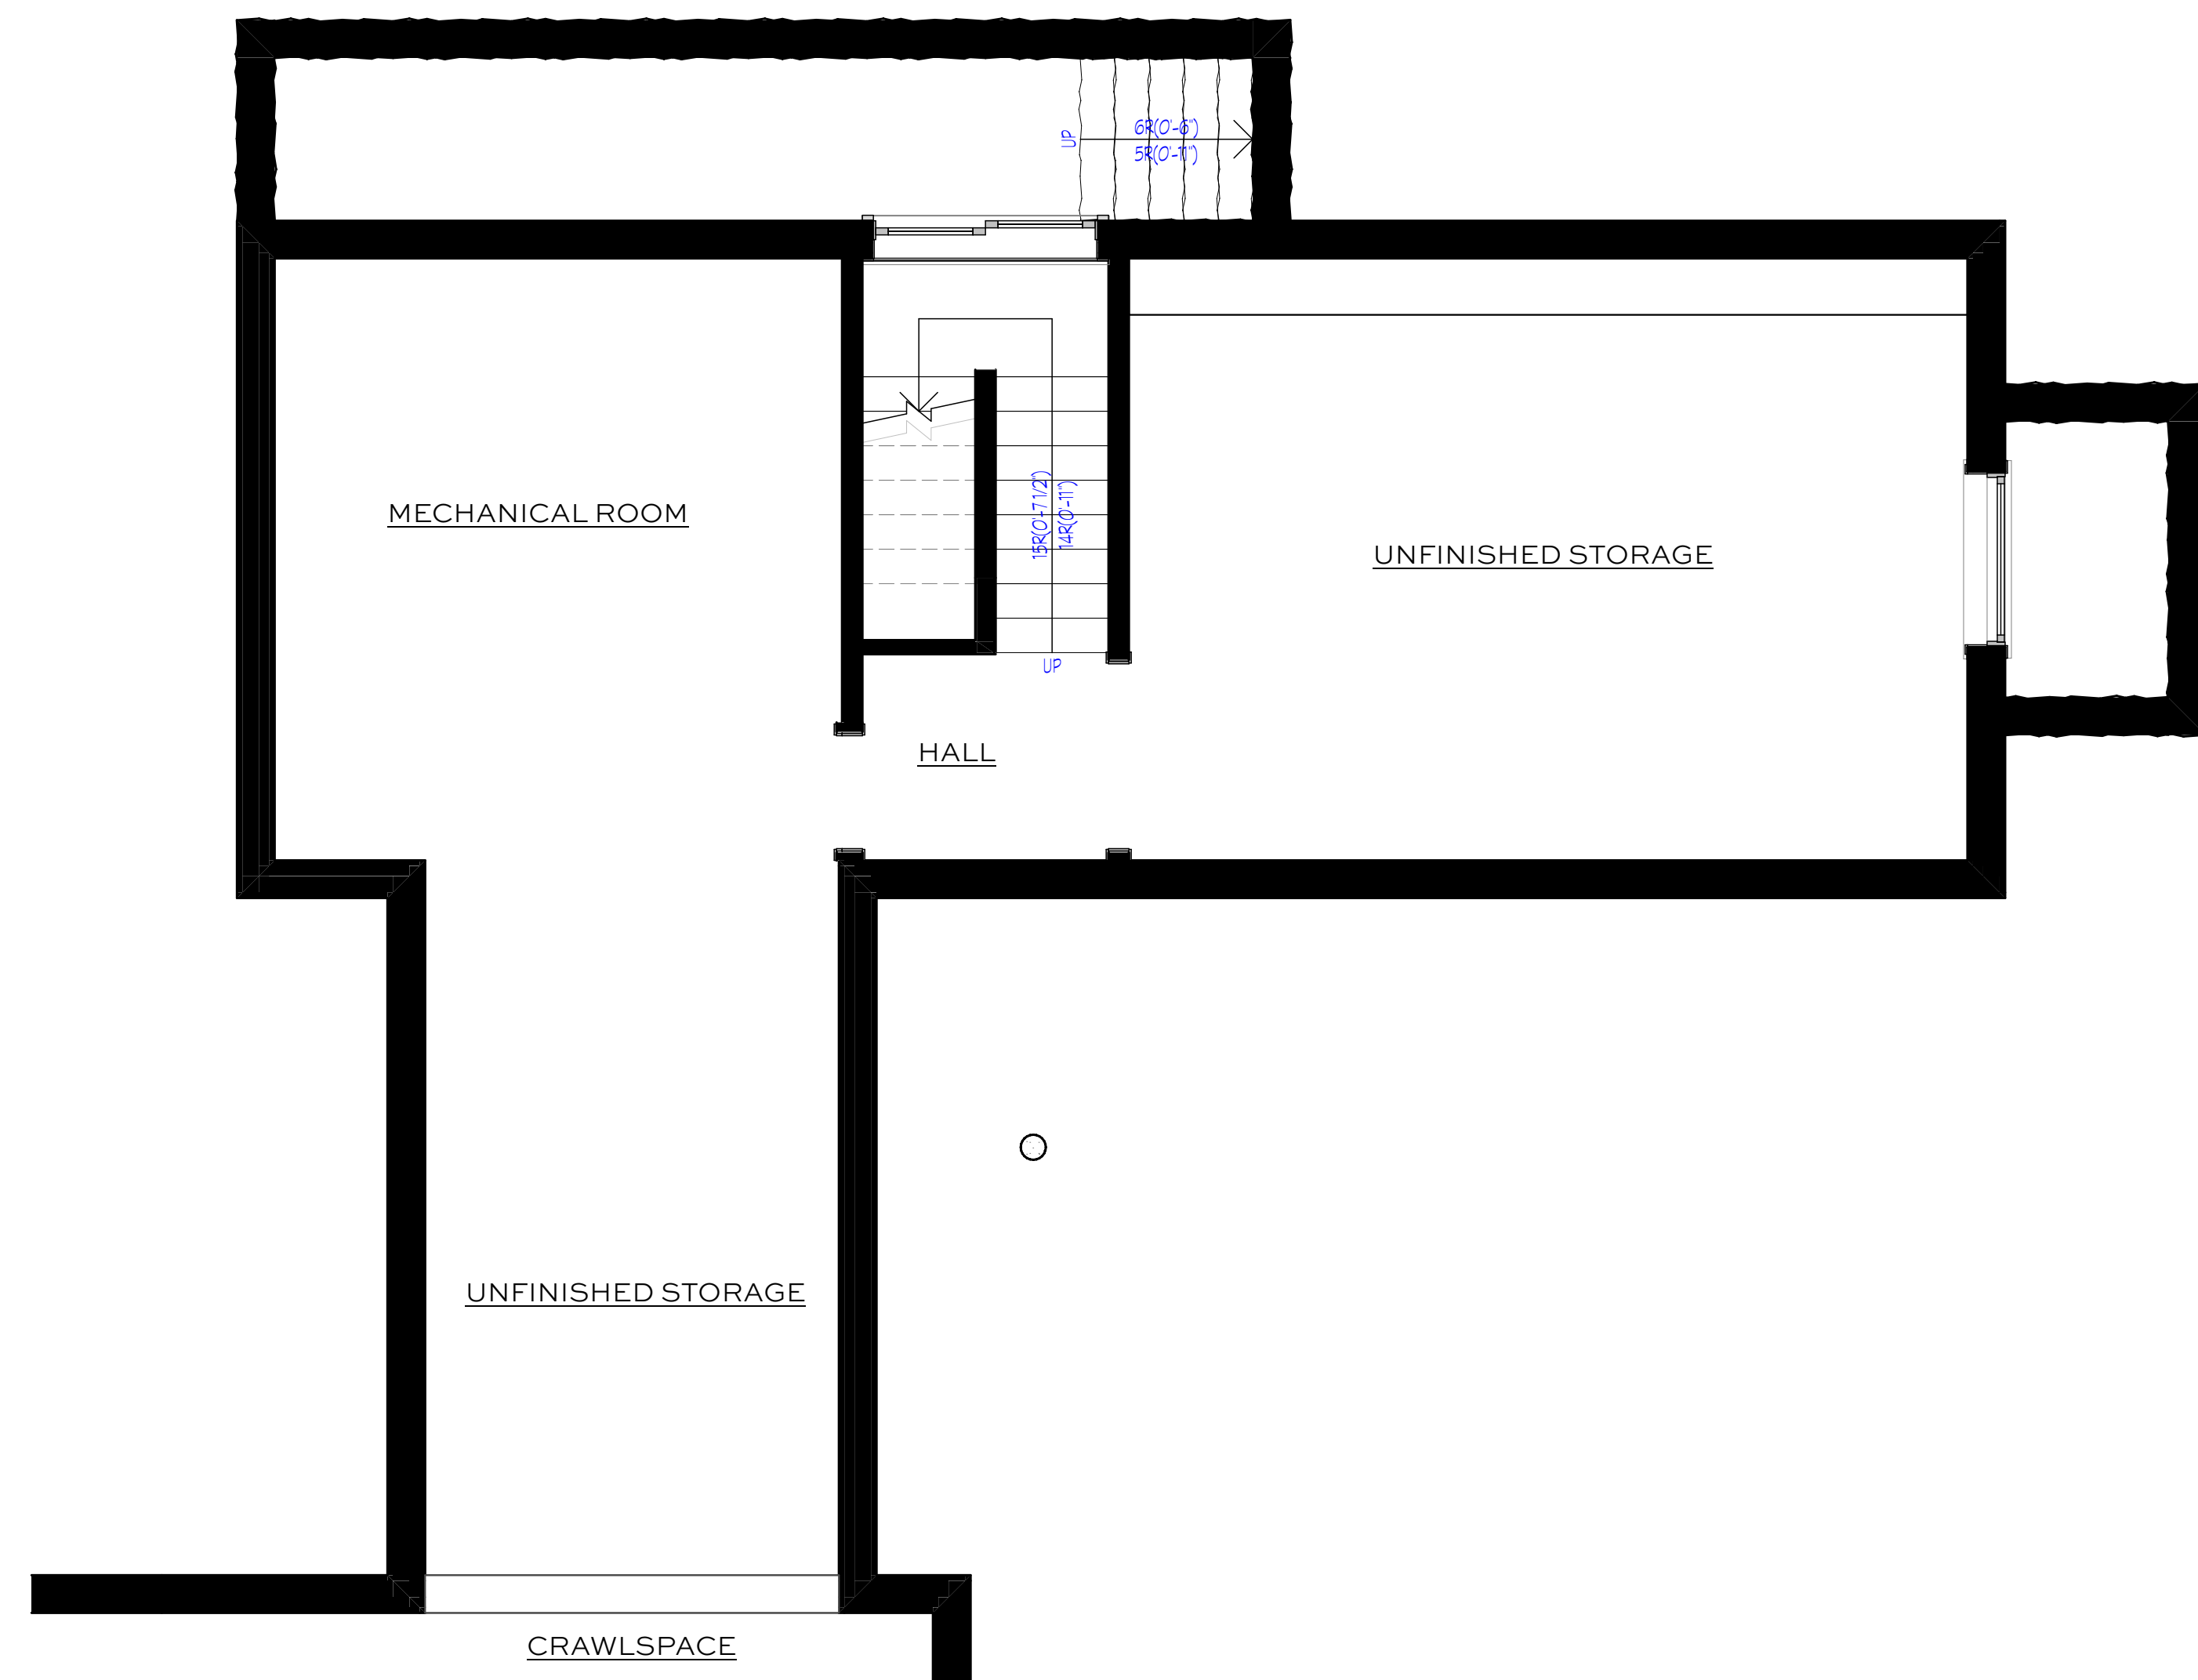 UP
6R(0'-6")
5R(0'-11")
MECHANICAL ROOM
15R(0'-7 1/2")
14R(0'-11")
UNFINISHED STORAGE
UP
HALL
UNFINISHED STORAGE
CRAWLSPACE